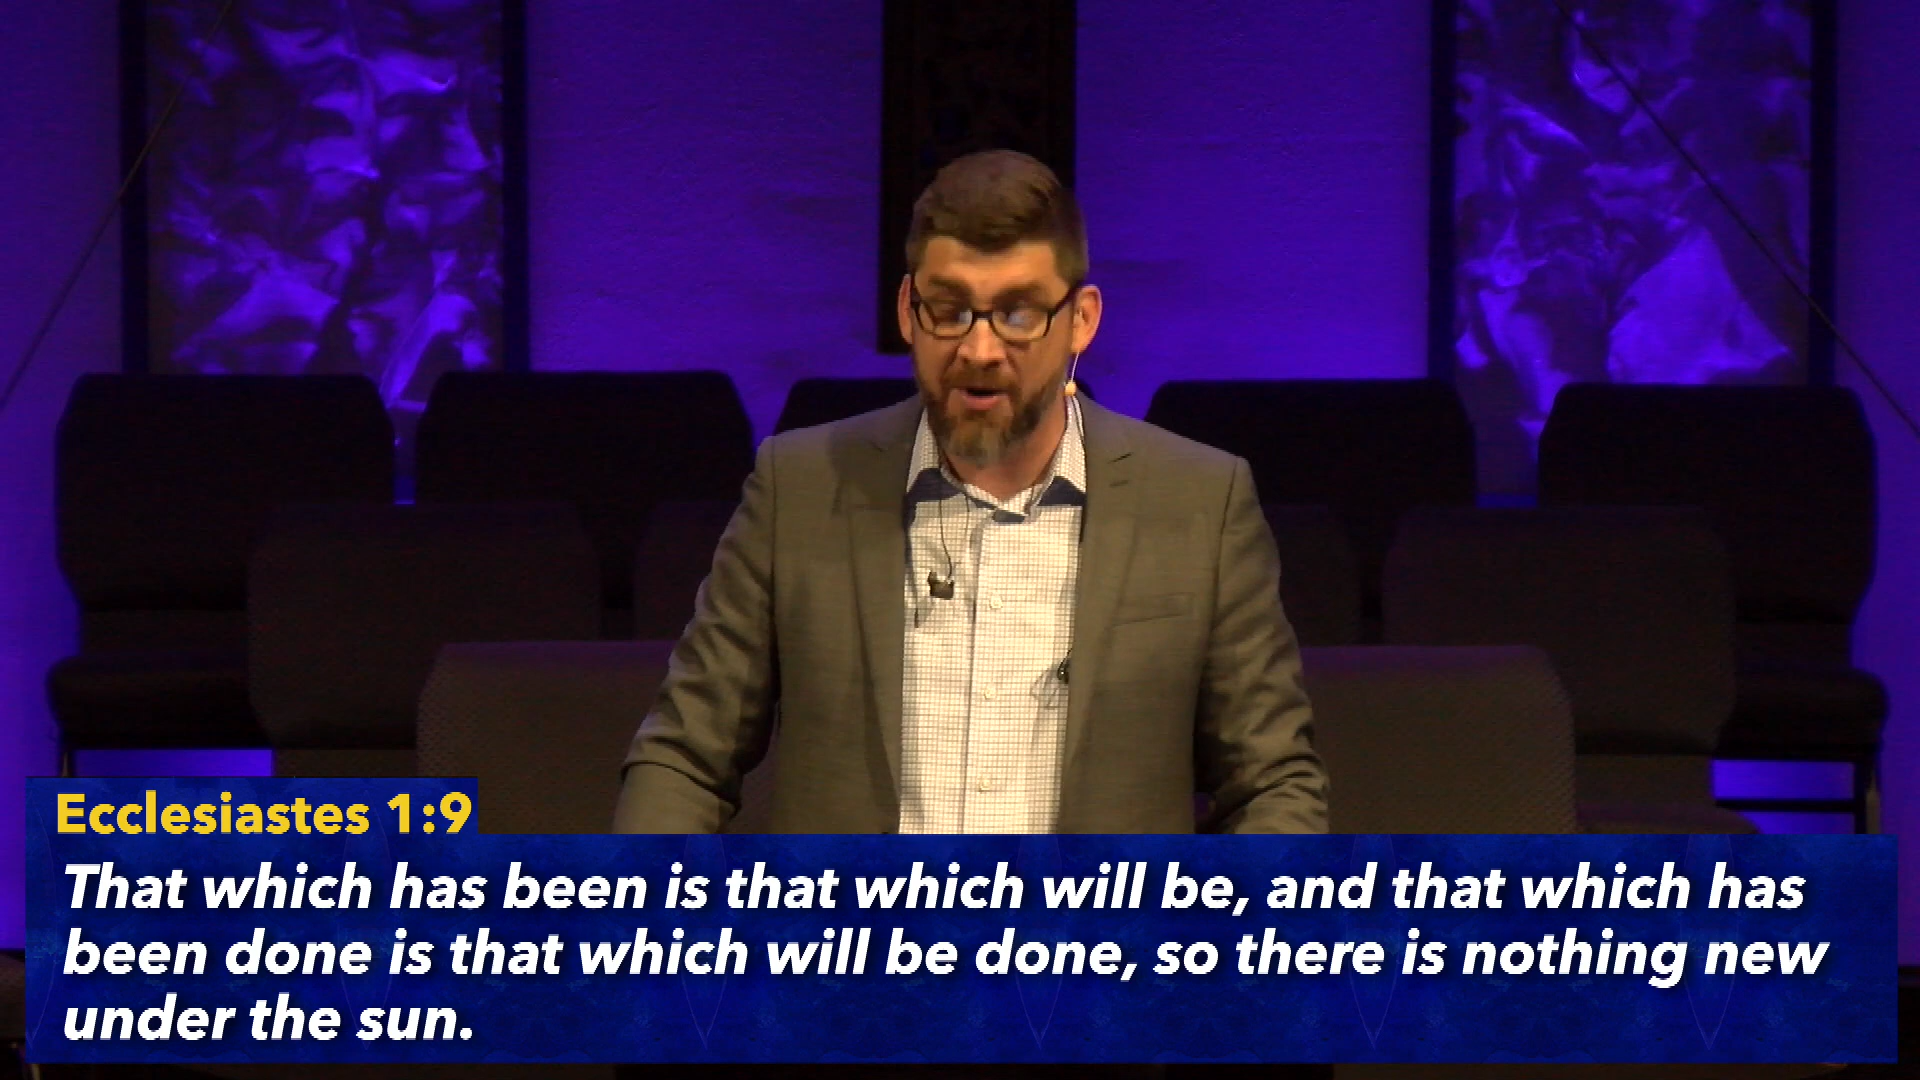 Ecclesiastes 1:9
That which has been is that which will be, and that which has
been done is that which will be done, so there is nothing new
under the sun.